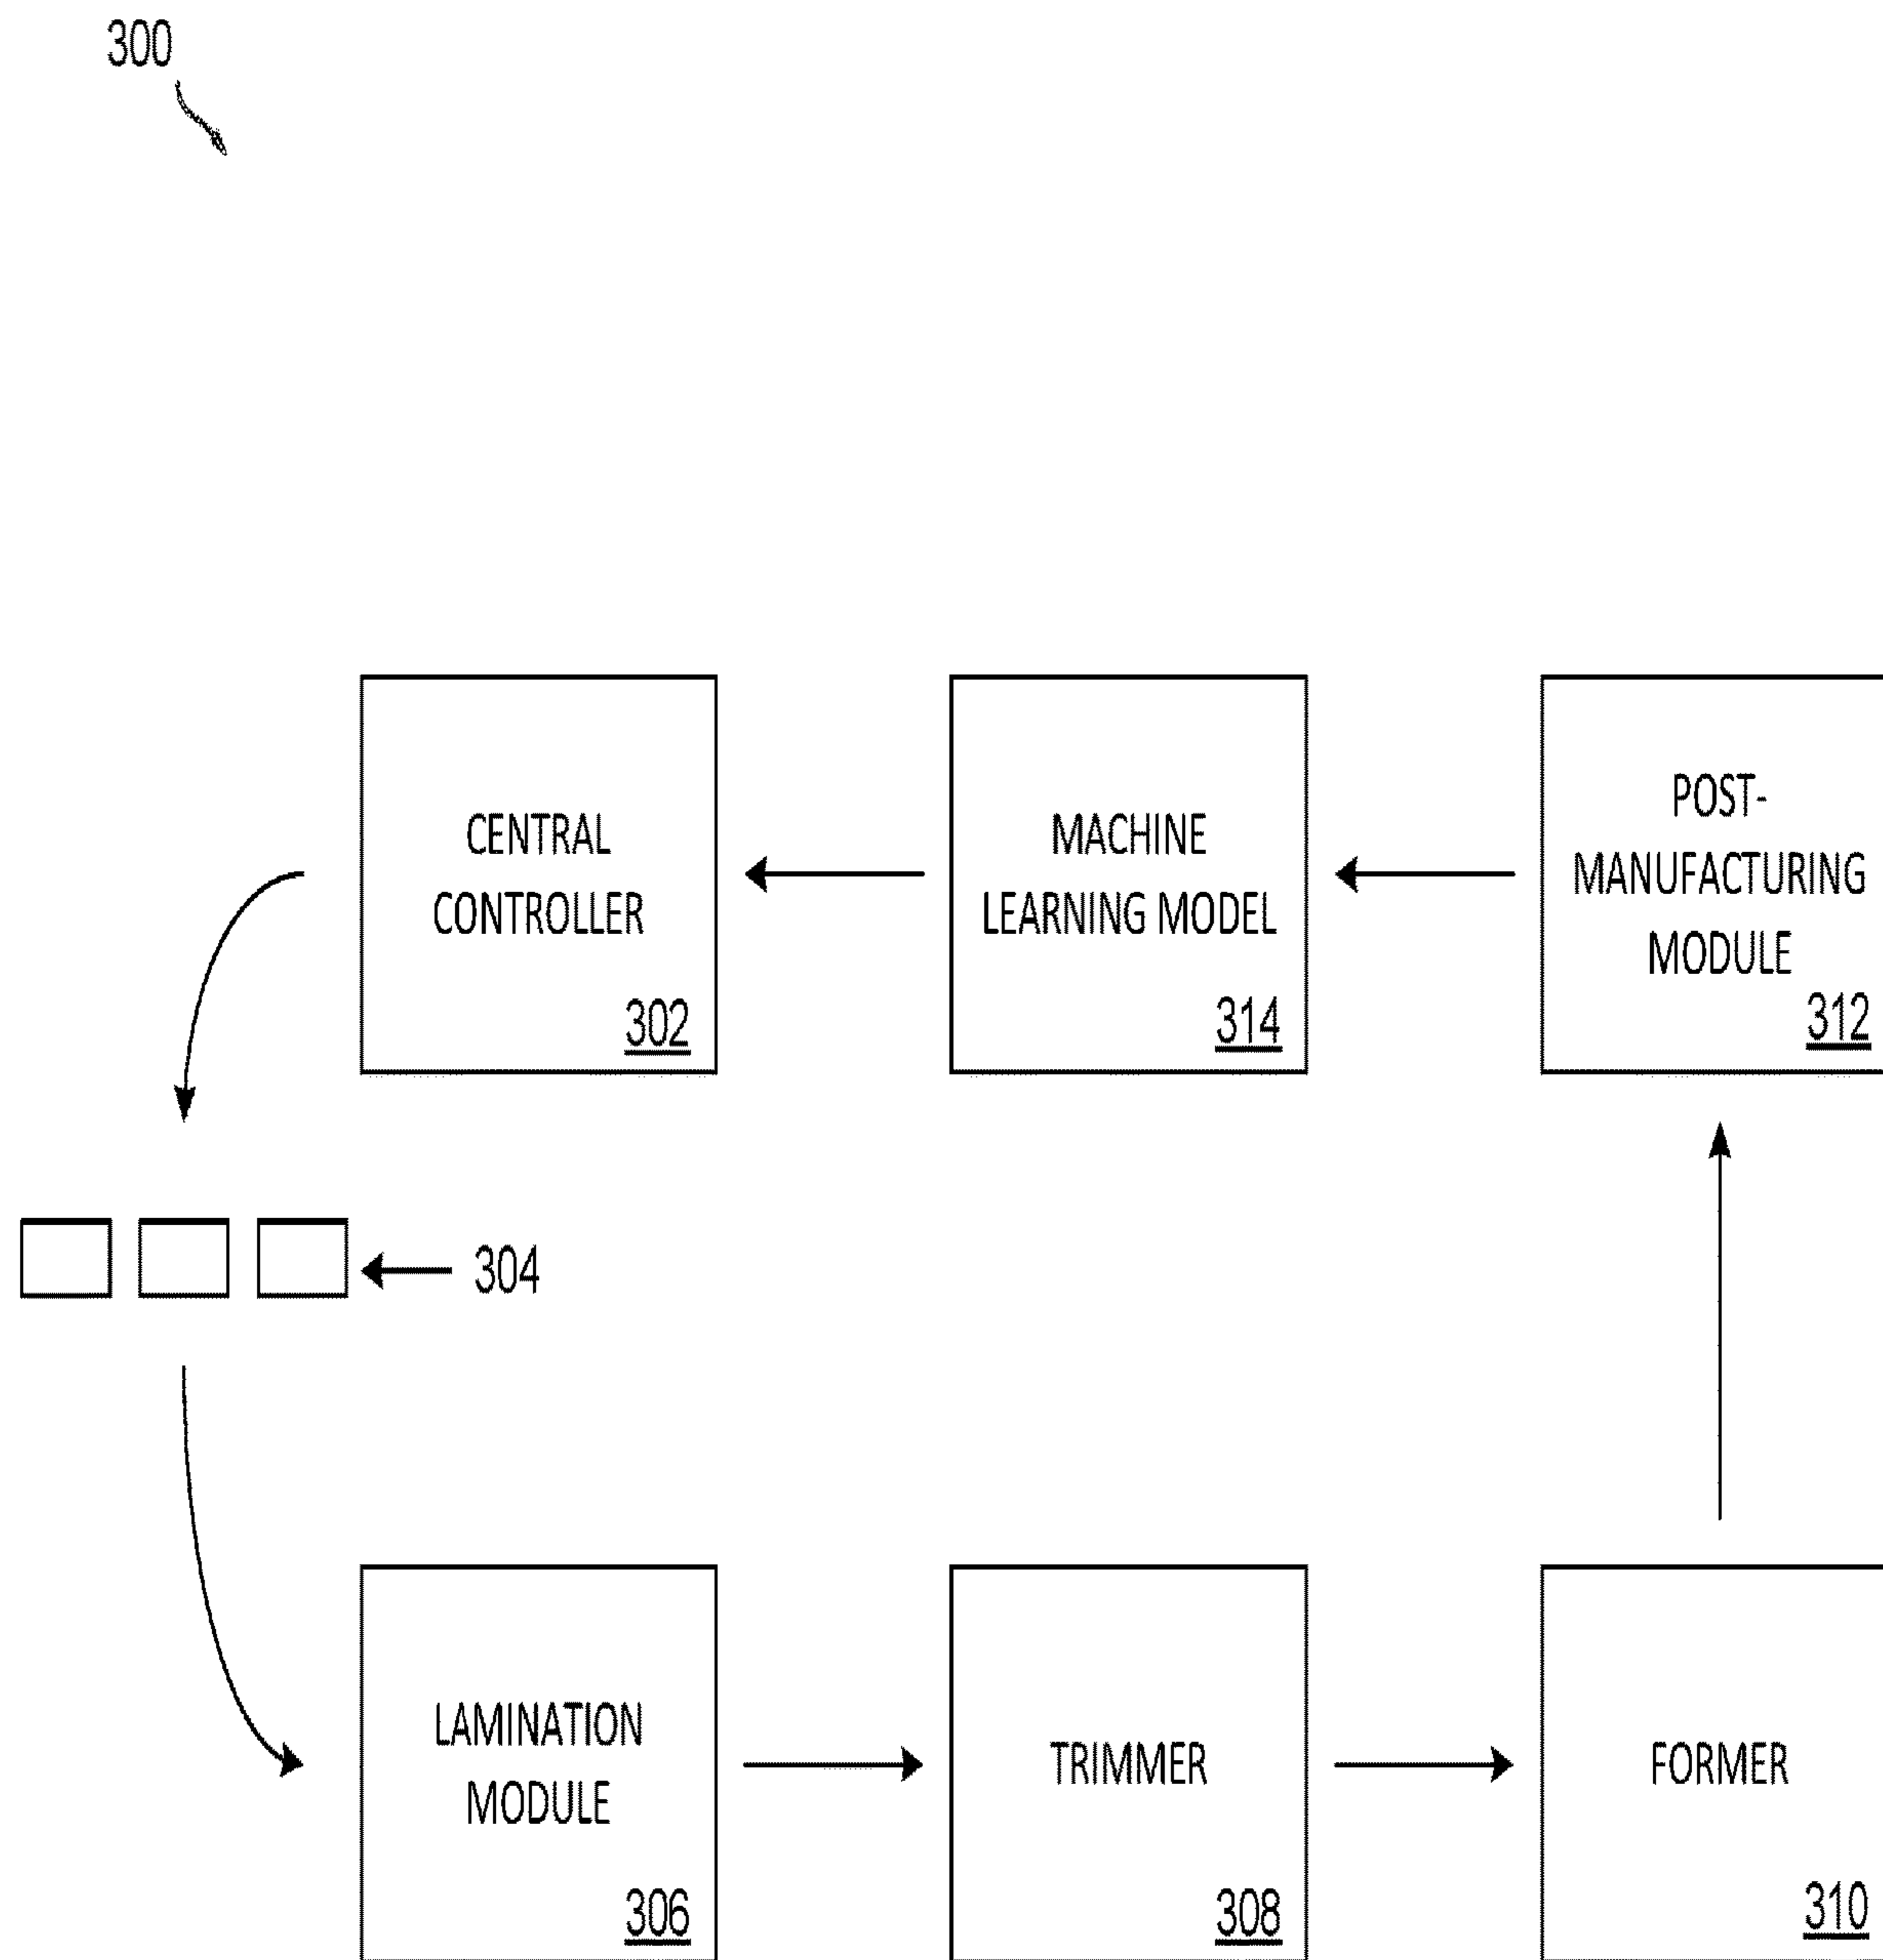 300
CENTRAL
CONTROLLER
302
MACHINE
LEARNING MODEL
314
POST-
MANUFACTURING
MODULE
312
304
LAMINATION
MODULE
306
TRIMMER
308
FORMER
310